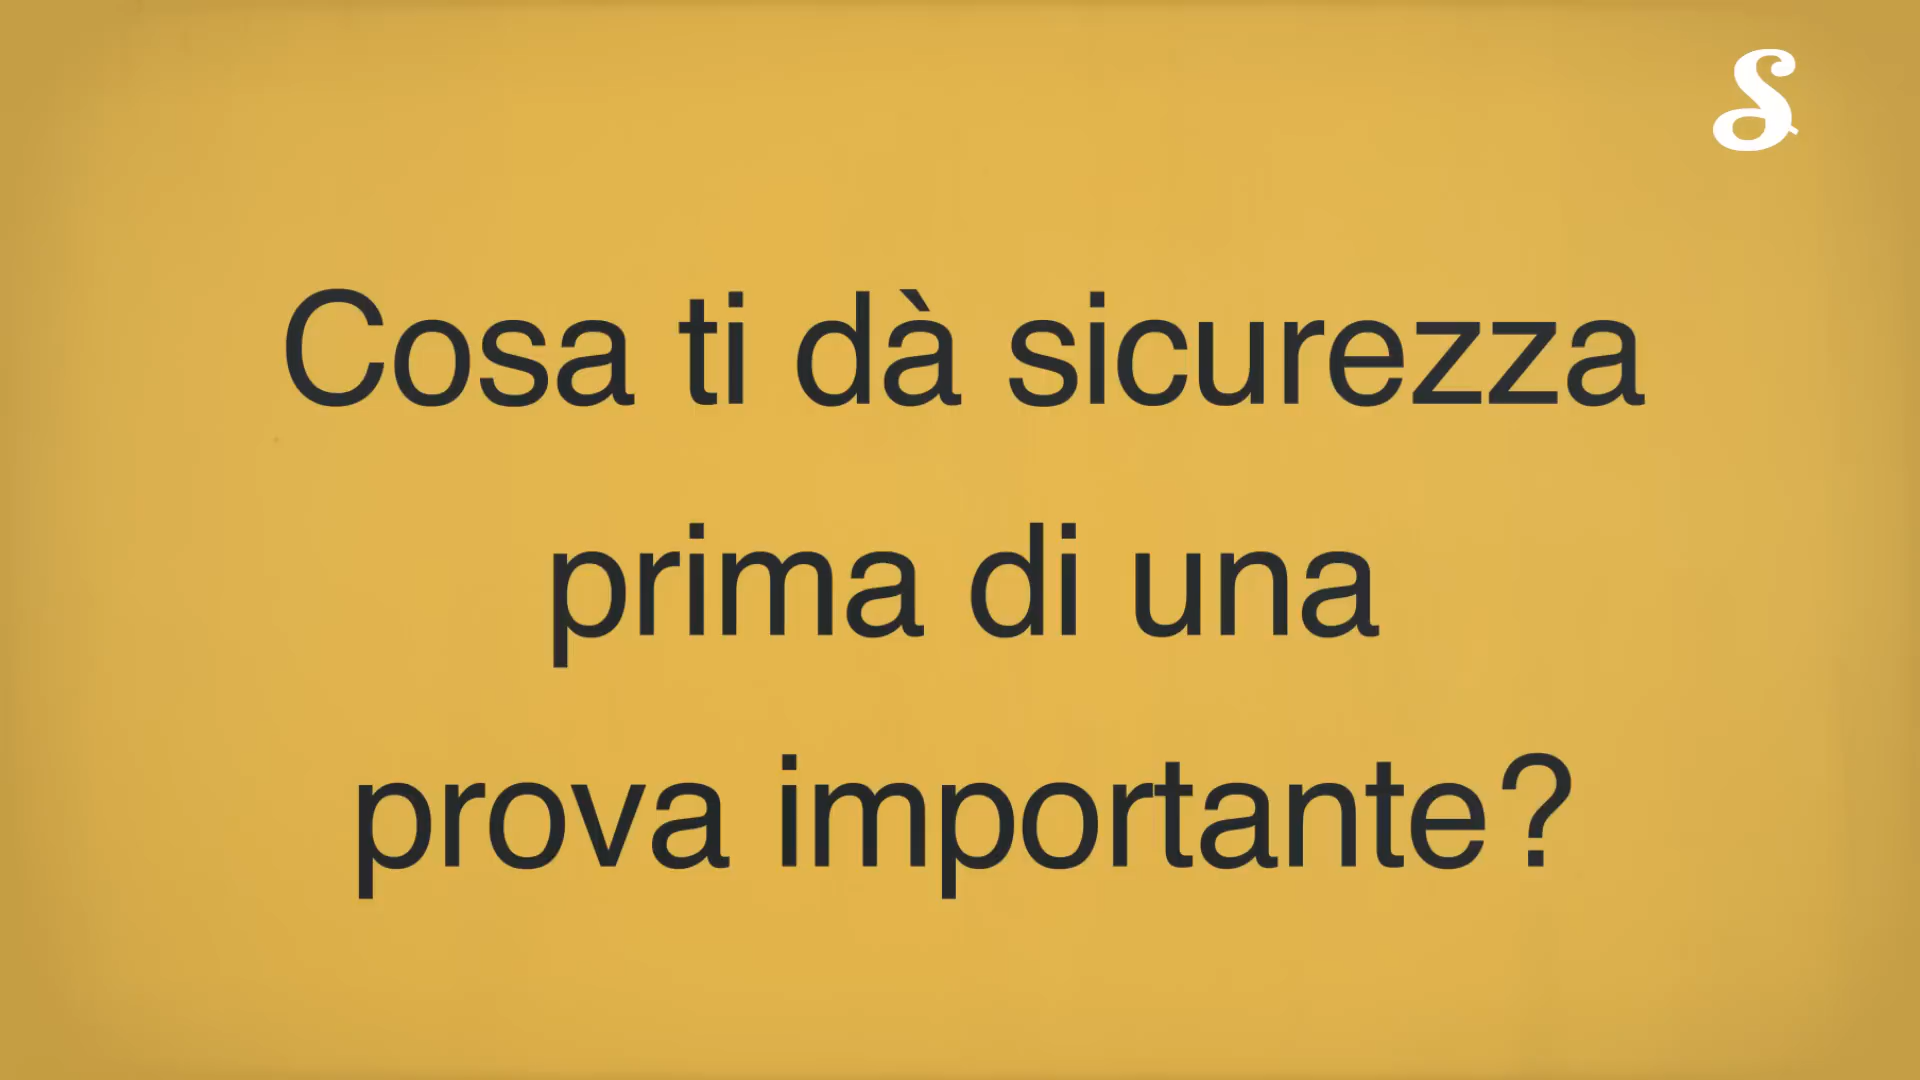 S
Cosa ti dà sicurezza
prima di una
prova importante?